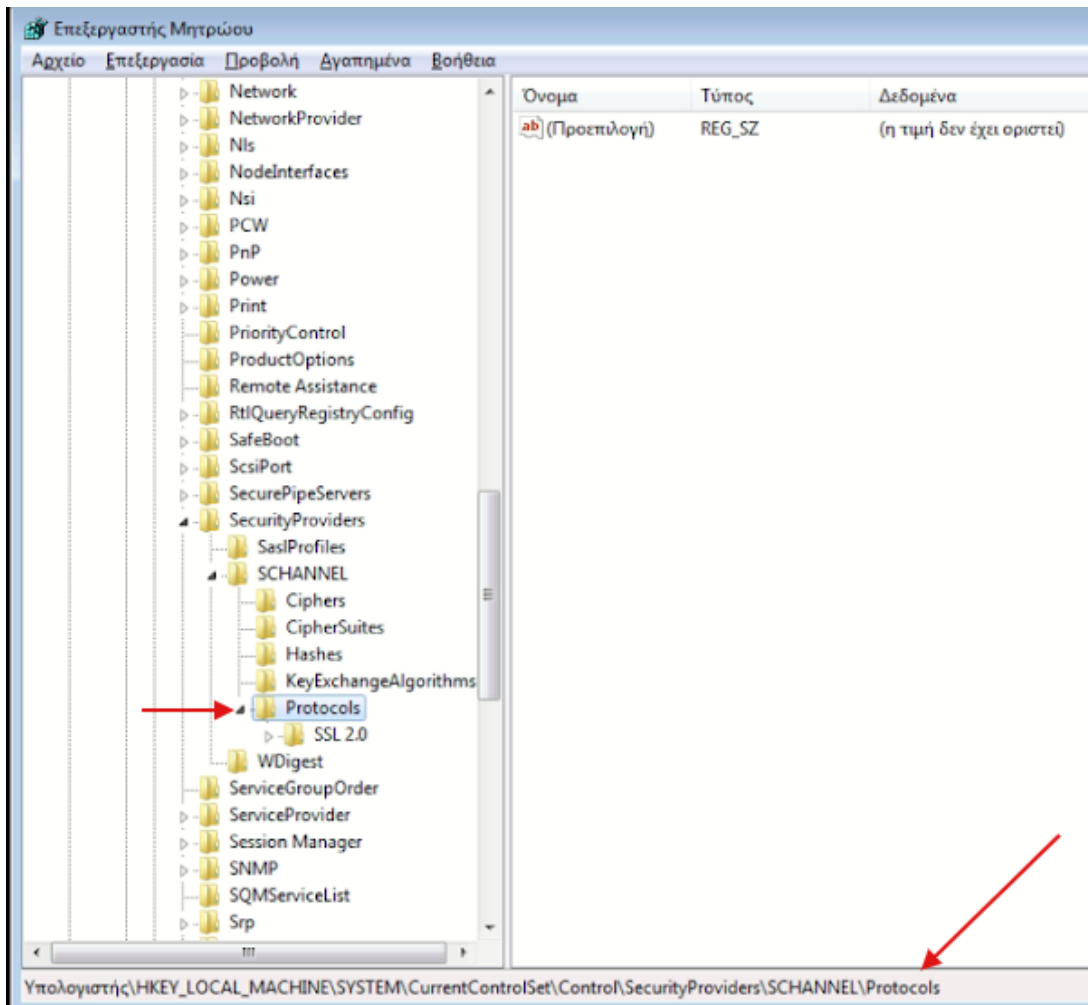 Επεξεργαστής Μητρώου
Αρχείο Επεξεργασία Προβολή Αγαπημένα Βοήθεια
Network
NetworkProvider
Nls
NodeInterfaces
Nsi
PCW
PnP
Power
Print
PriorityControl
ProductOptions
Remote Assistance
RtlQueryRegistryConfig
SafeBoot
ScsiPort
SecurePipeServers
SecurityProviders
SaslProfiles
SCHANNEL
Ciphers
CipherSuites
Hashes
KeyExchangeAlgorithms
Protocols
SSL 2.0
WDigest
ServiceGroupOrder
ServiceProvider
Session Manager
SNMP
SQMServiceList
Srp
Όνομα Τύπος Δεδομένα
ab (Προεπιλογή) REG_SZ (η τιμή δεν έχει οριστεί)
Υπολογιστής\HKEY_LOCAL_MACHINE\SYSTEM\CurrentControlSet\Control\SecurityProviders\SCHANNEL\Protocols